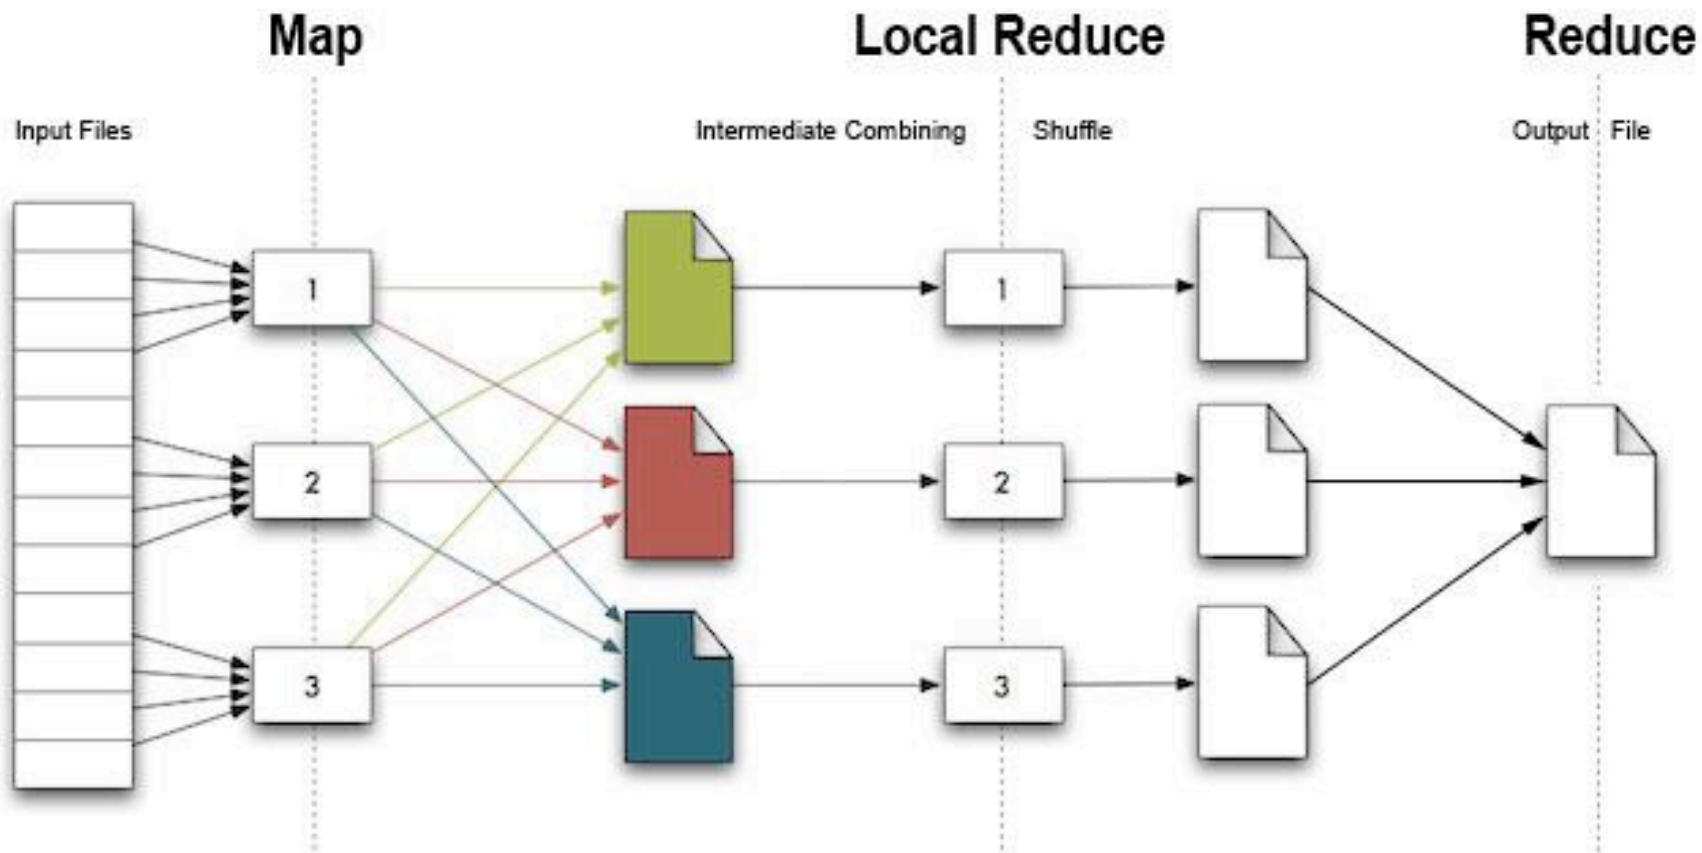 Map
Local Reduce
Reduce
Input Files
Intermediate Combining
Shuffle
Output File
1
1
2
2
3
3